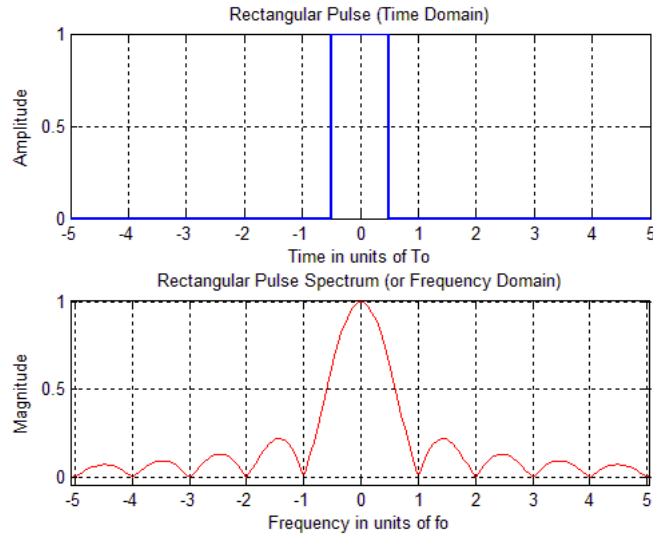 Rectangular Pulse (Time Domain)
1
0.5
0
Amplitude
-5 -4 -3 -2 -1 0 1 2 3 4 5
Time in units of To
Rectangular Pulse Spectrum (or Frequency Domain)
1
0.5
0
Magnitude
-5 -4 -3 -2 -1 0 1 2 3 4 5
Frequency in units of fo